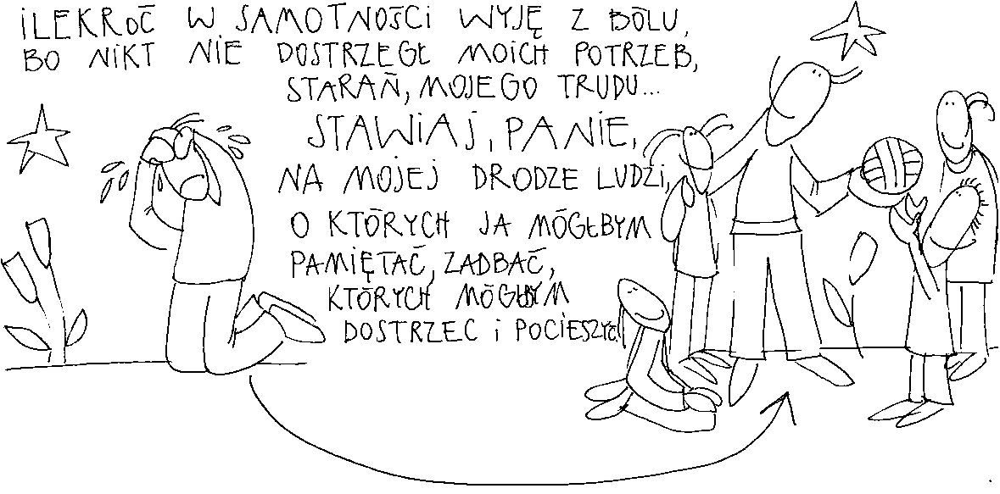 ILEKROĆ W SAMOTNOŚCI WYJĘ Z BÓLU,
BO NIKT NIE DOSTRZEGŁ MOICH POTRZEB,
STARAŃ, MOJEGO TRUDU...
STAWIAJ, PANIE,
NA MOJEJ DRODZE LUDZI,
O KTÓRYCH JA MÓGŁBYM
PAMIĘTAĆ, ZADBAĆ,
KTÓRYCH MÓGŁBYM
DOSTRZEC i POCIESZYĆ!